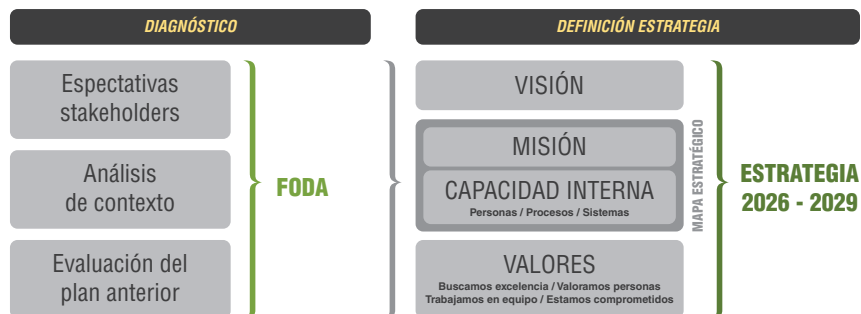 DIAGNÓSTICO
Espectativas
stakeholders
Análisis
de contexto
Evaluación del
plan anterior
FODA
DEFINICIÓN ESTRATEGIA
VISIÓN
MISIÓN
CAPACIDAD INTERNA
Personas / Procesos / Sistemas
VALORES
Buscamos excelencia / Valoramos personas
Trabajamos en equipo / Estamos comprometidos
MAPA ESTRATÉGICO
ESTRATEGIA
2026 - 2029